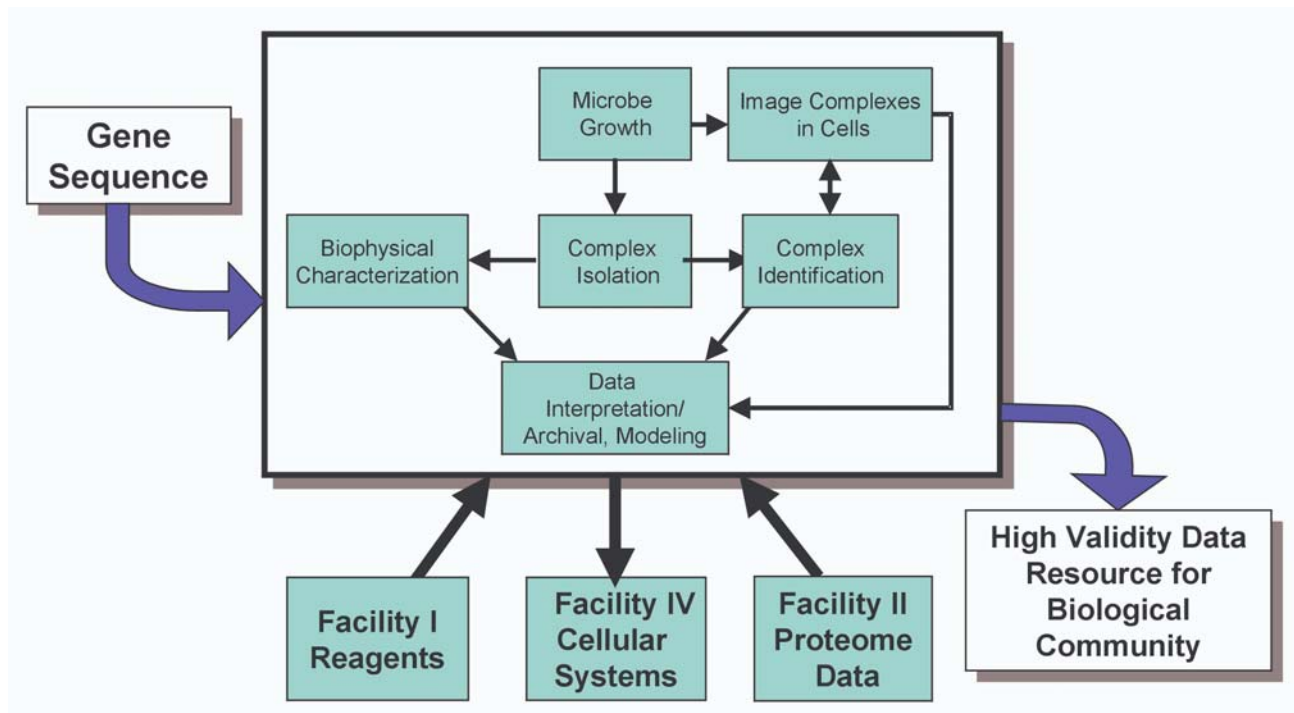 Gene
Sequence
Microbe
Growth
Image Complexes
in Cells
Biophysical
Characterization
Complex
Isolation
Complex
Identification
Data
Interpretation/
Archival, Modeling
Facility I
Reagents
Facility IV
Cellular
Systems
Facility II
Proteome
Data
High Validity Data
Resource for
Biological
Community